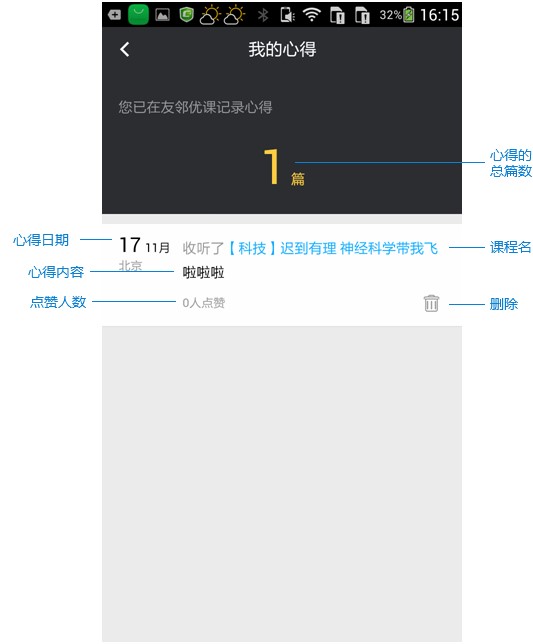 32% 16:15
我的心得
您已在友邻优课记录心得
1 篇
心得的
总篇数
心得日期
17 11月
收听了【科技】迟到有理 神经科学带我飞
课程名
北京
心得内容
啦啦啦
点赞人数
0人点赞
删除